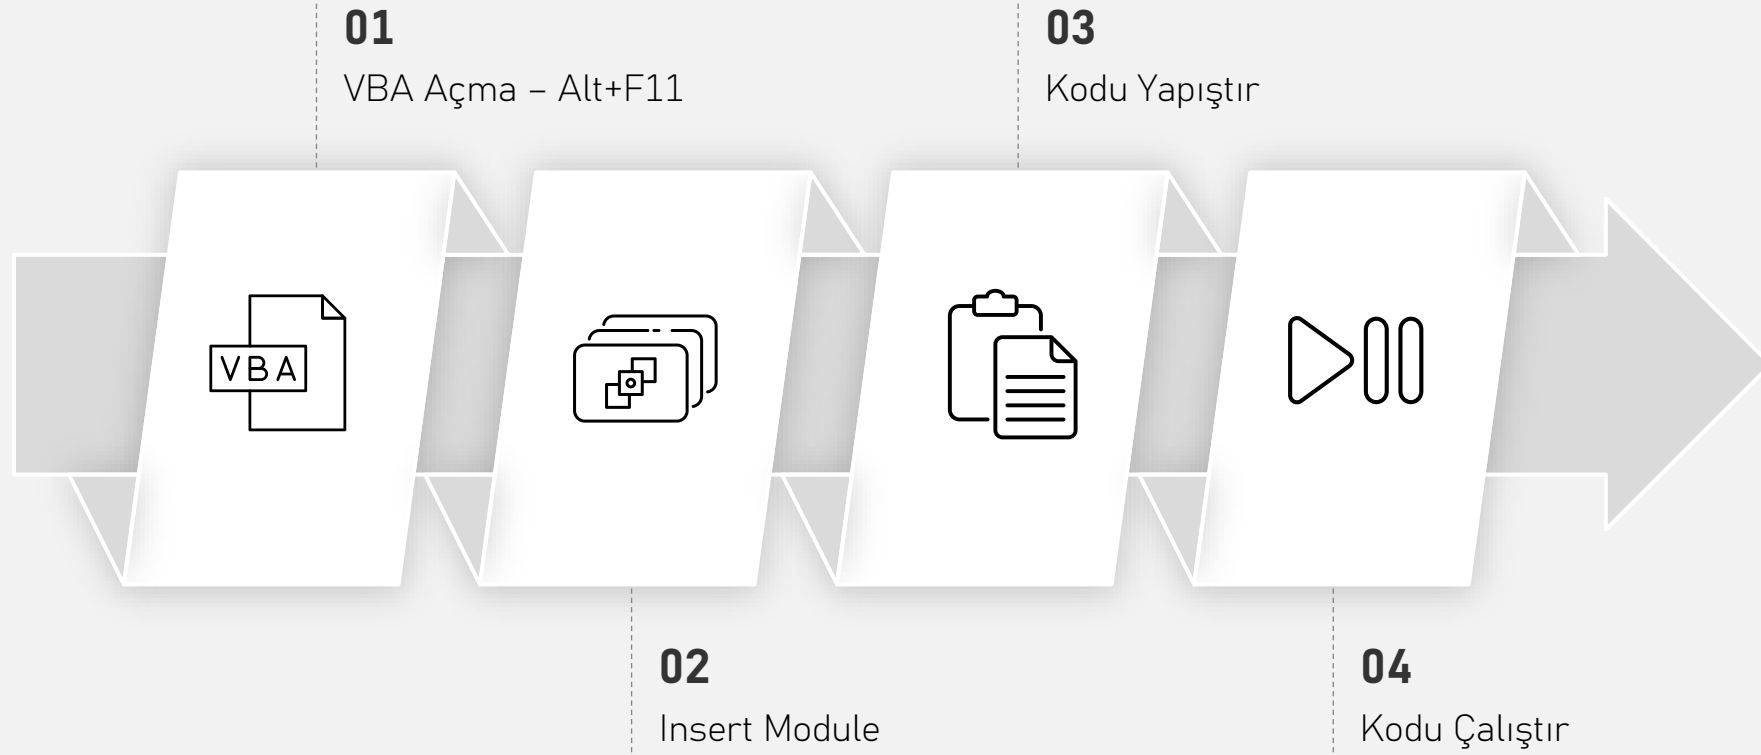 01
VBA Açma – Alt+F11
03
Kodu Yapıştır
VBA
02
Insert Module
04
Kodu Çalıştır